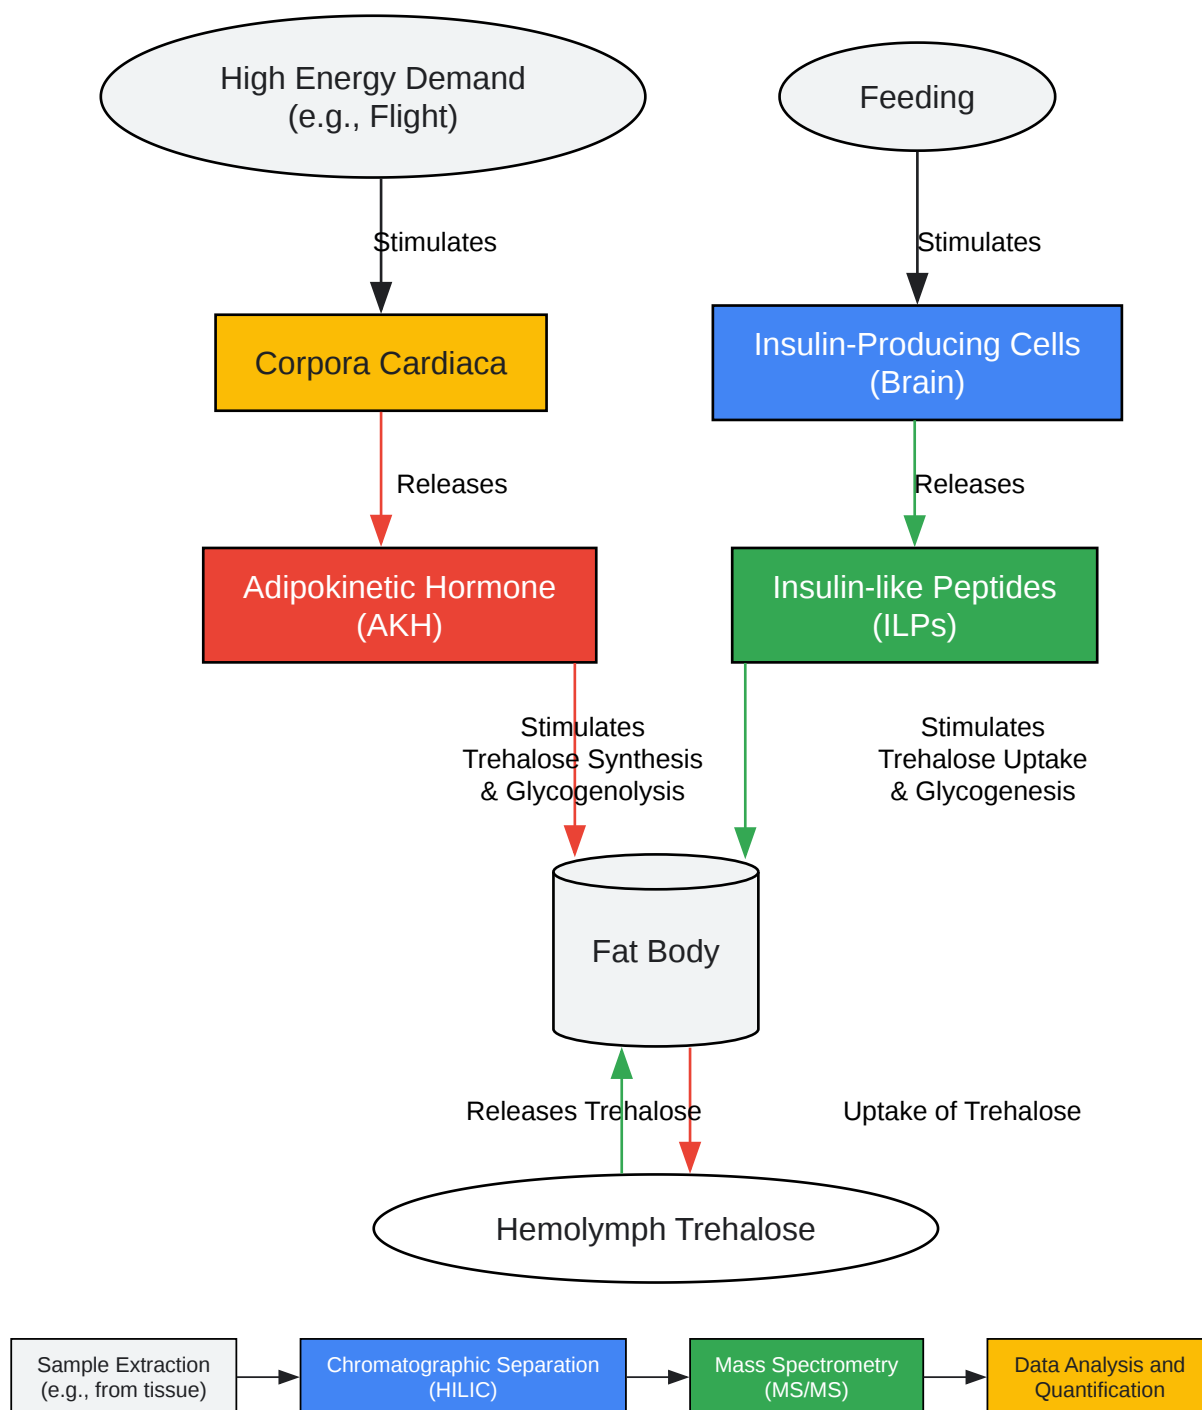 High Energy Demand
(e.g., Flight)
Feeding
Stimulates
Stimulates
Corpora Cardiaca
Insulin-Producing Cells
(Brain)
Releases
Releases
Adipokinetic Hormone
(AKH)
Insulin-like Peptides
(ILPs)
Stimulates
Trehalose Synthesis
& Glycogenolysis
Stimulates
Trehalose Uptake
& Glycogenesis
Fat Body
Releases Trehalose
Uptake of Trehalose
Hemolymph Trehalose
Sample Extraction
(e.g., from tissue)
Chromatographic Separation
(HILIC)
Mass Spectrometry
(MS/MS)
Data Analysis and
Quantification